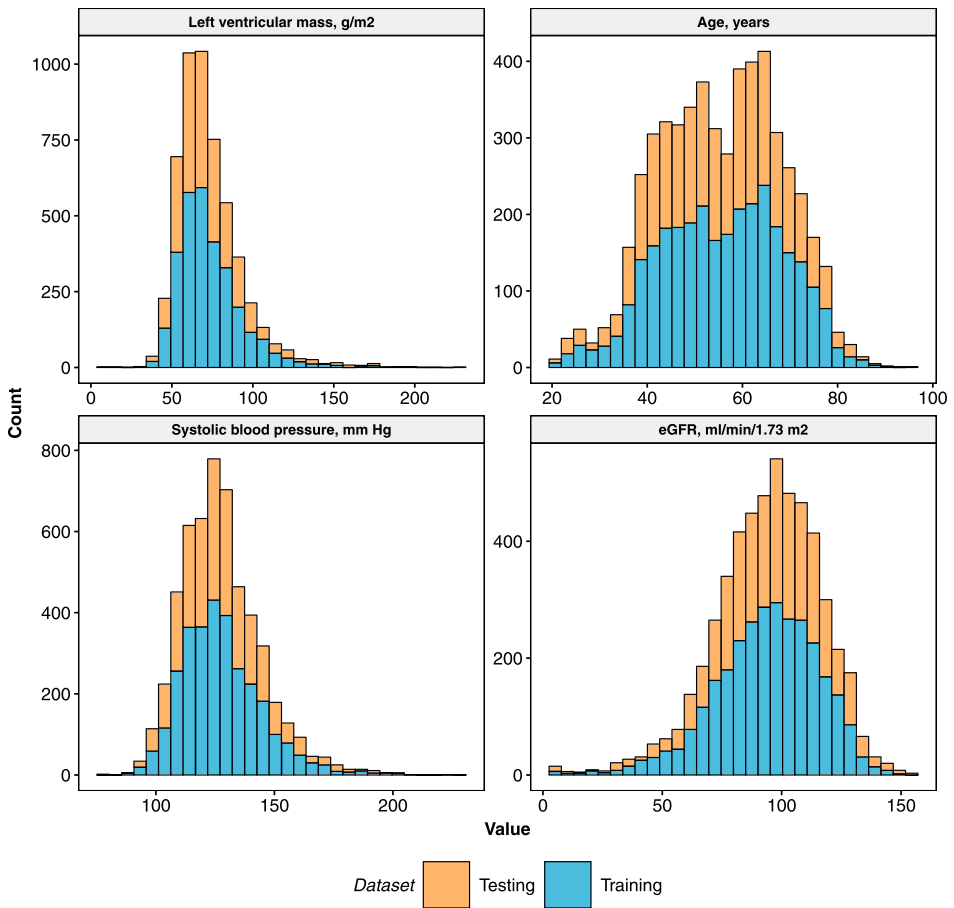 Left ventricular mass, g/m2
Age, years
1000
750
500
250
0
400
300
200
100
0
0 50 100 150 200
20 40 60 80 100
Count
Systolic blood pressure, mm Hg
eGFR, ml/min/1.73 m2
800
600
400
200
0
400
200
0
100 150 200
0 50 100 150
Value
Dataset Testing Training